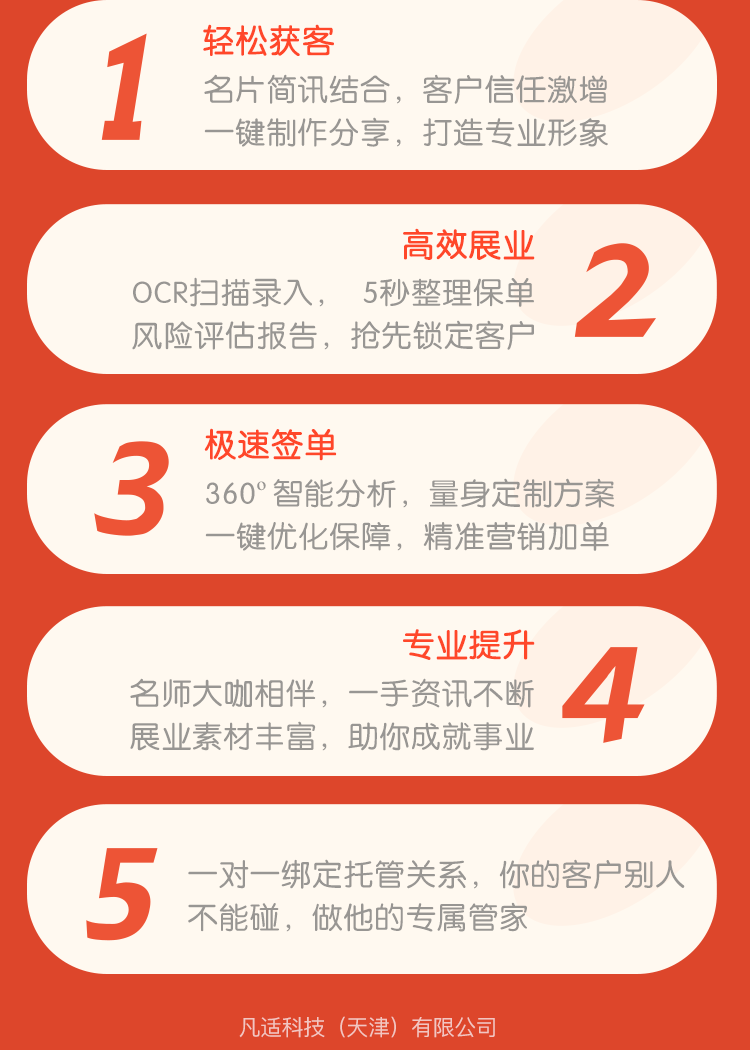 1
轻松获客
名片简讯结合，客户信任激增
一键制作分享，打造专业形象
高效展业
2
OCR扫描录入， 5秒整理保单
风险评估报告，抢先锁定客户
3
极速签单
360°智能分析，量身定制方案
一键优化保障，精准营销加单
专业提升
4
名师大咖相伴，一手资讯不断
展业素材丰富，助你成就事业
5
一对一绑定托管关系，你的客户别人
不能碰，做他的专属管家
凡适科技（天津）有限公司